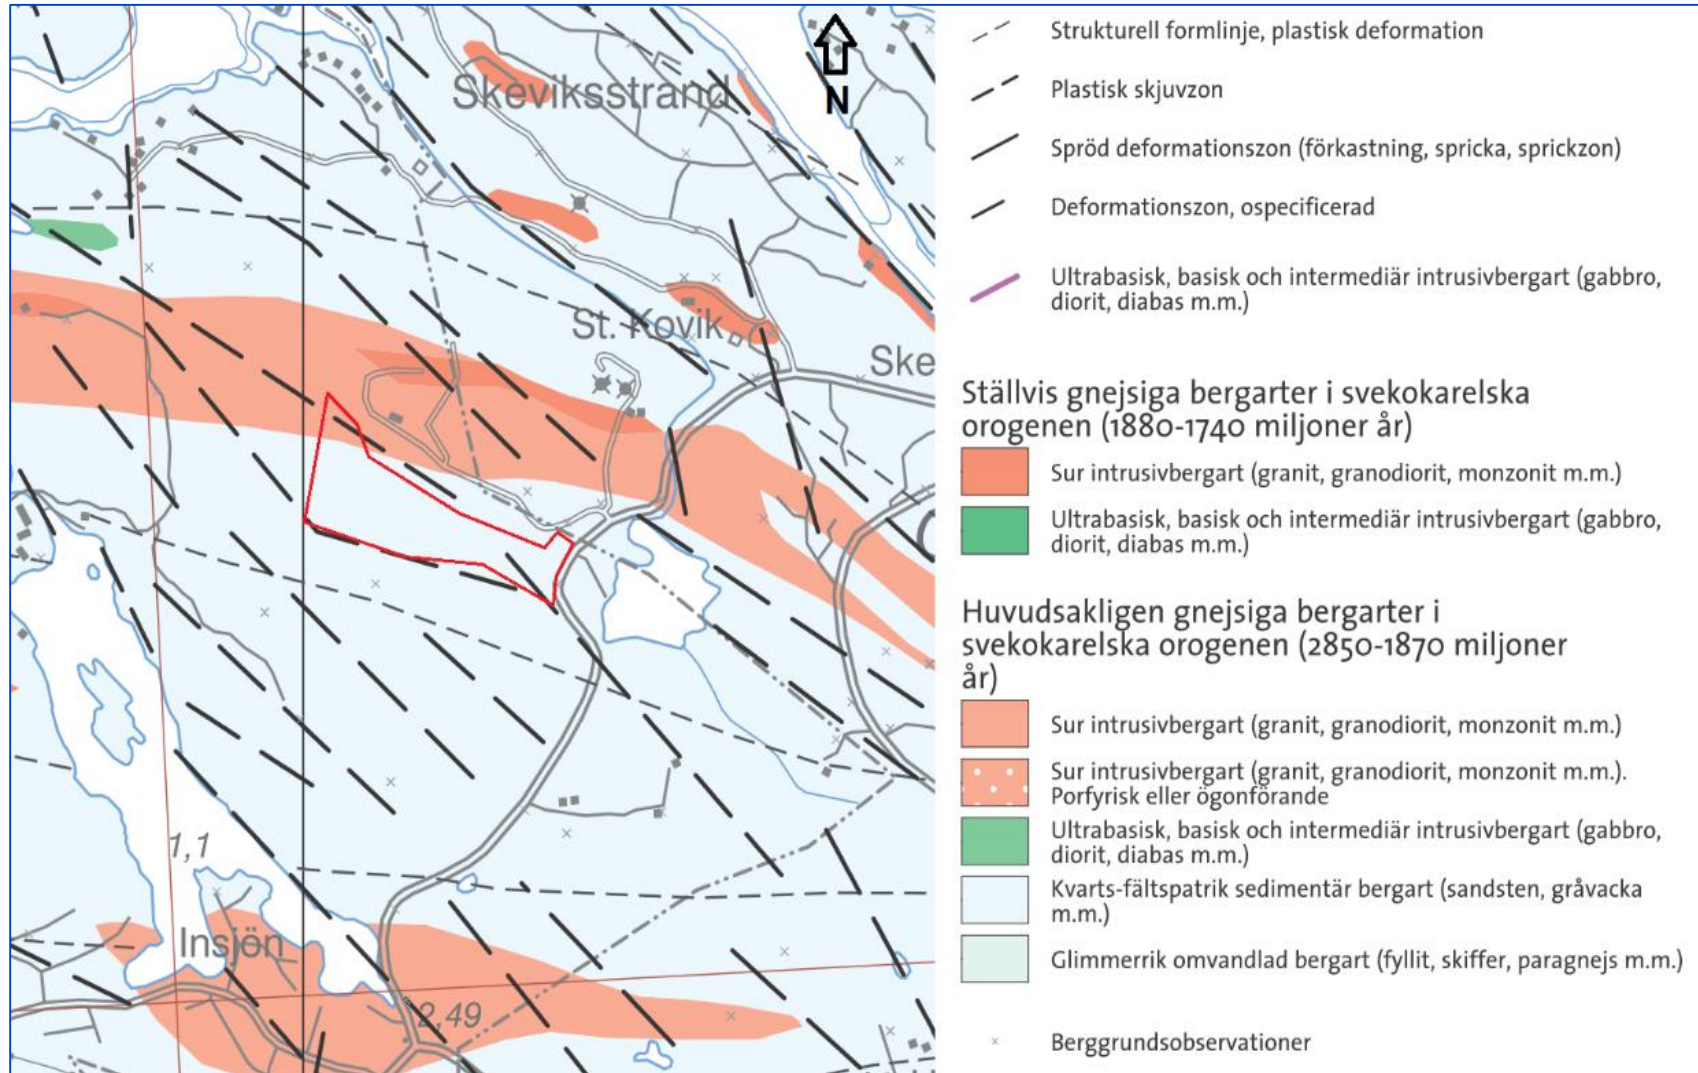 Skeviksstrand
N
St. Kovik
Ske
1,1
Insjön
2,49
Strukturell formlinje, plastisk deformation
Plastisk skjuvzon
Spröd deformationszon (förkastning, spricka, sprickzon)
Deformationszon, ospecificerad
Ultrabasisk, basisk och intermediär intrusivbergart (gabbro,
diorit, diabas m.m.)
Ställvis gnejsiga bergarter i svekokarelska
orogenen (1880-1740 miljoner år)
Sur intrusivbergart (granit, granodiorit, monzonit m.m.)
Ultrabasisk, basisk och intermediär intrusivbergart (gabbro,
diorit, diabas m.m.)
Huvudsakligen gnejsiga bergarter i
svekokarelska orogenen (2850-1870 miljoner
år)
Sur intrusivbergart (granit, granodiorit, monzonit m.m.)
Sur intrusivbergart (granit, granodiorit, monzonit m.m.).
Porfyrisk eller ögonförande
Ultrabasisk, basisk och intermediär intrusivbergart (gabbro,
diorit, diabas m.m.)
Kvarts-fältspatrik sedimentär bergart (sandsten, gråvacka
m.m.)
Glimmerrik omvandlad bergart (fyllit, skiffer, paragnejs m.m.)
Berggrundsobservationer